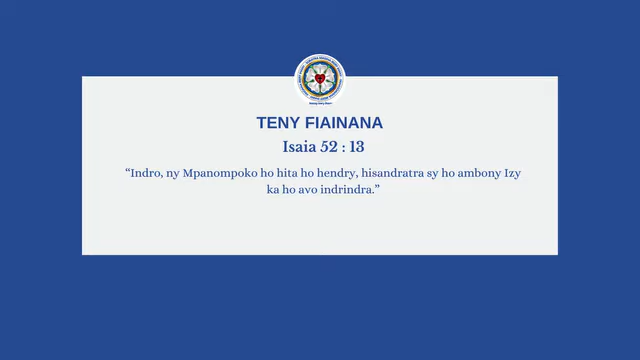 TENY FIAINANA
Isaia 52 : 13
“Indro, ny Mpanompoko ho hita ho hendry, hisandratra sy ho ambony Izy
ka ho avo indrindra.”